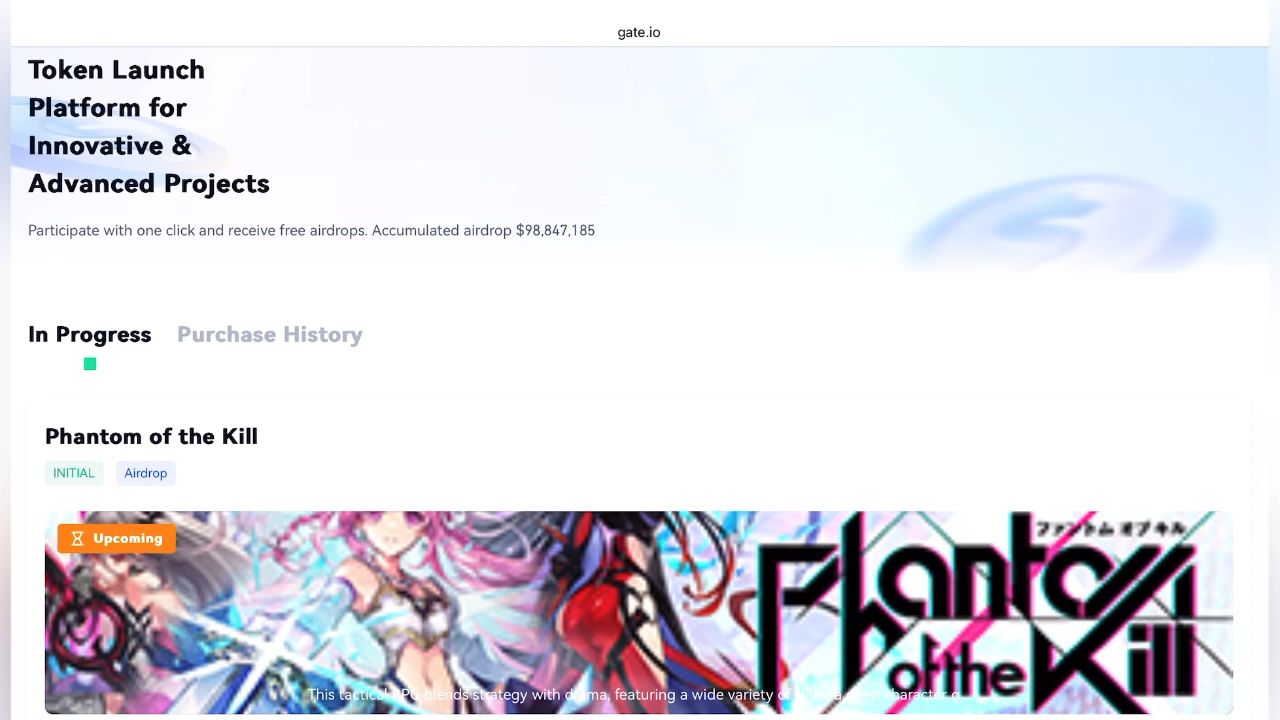 gate.io
Token Launch
Platform for
Innovative &
Advanced Projects
Participate with one click and receive free airdrops. Accumulated airdrop $98,847,185
In Progress Purchase History
Phantom of the Kill
INITIAL Airdrop
Upcoming
ファントム オブ キル
Phantom
of the Kill
This tactical RPG blends strategy with drama, featuring a wide variety of deep character g